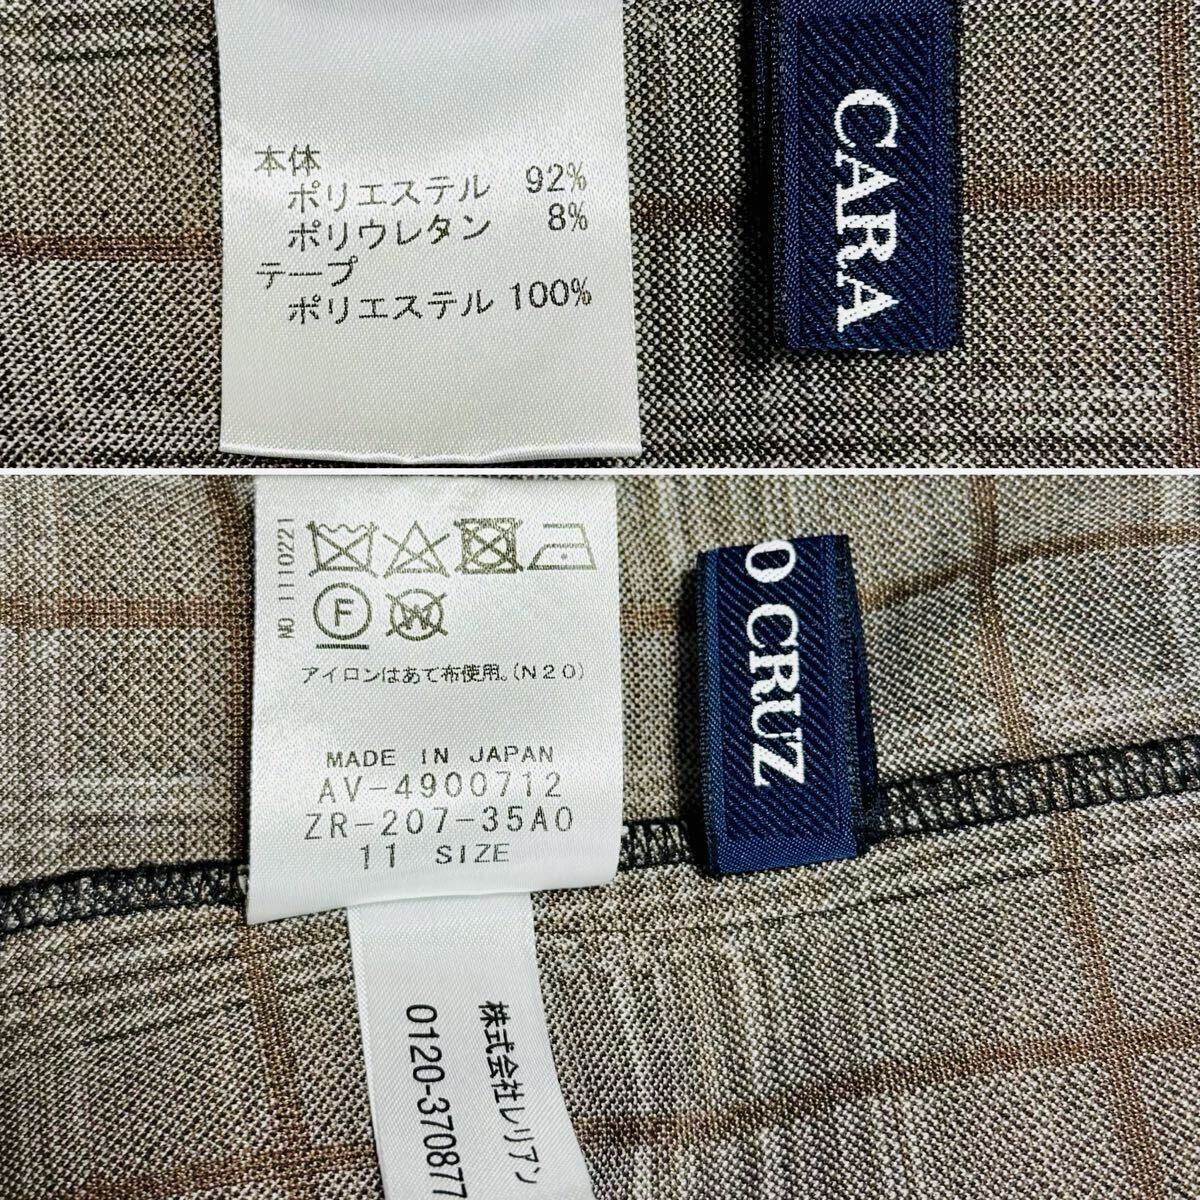 本体
ポリエステル 92%
ポリウレタン 8%
テープ
ポリエステル 100%
CARA
NO.1110221
F
W
アイロンはあて布使用。(N20)
MADE IN JAPAN
AV-4900712
ZR-207-35A0
11 SIZE
O CRUZ
株式会社レリアン
0120-370877